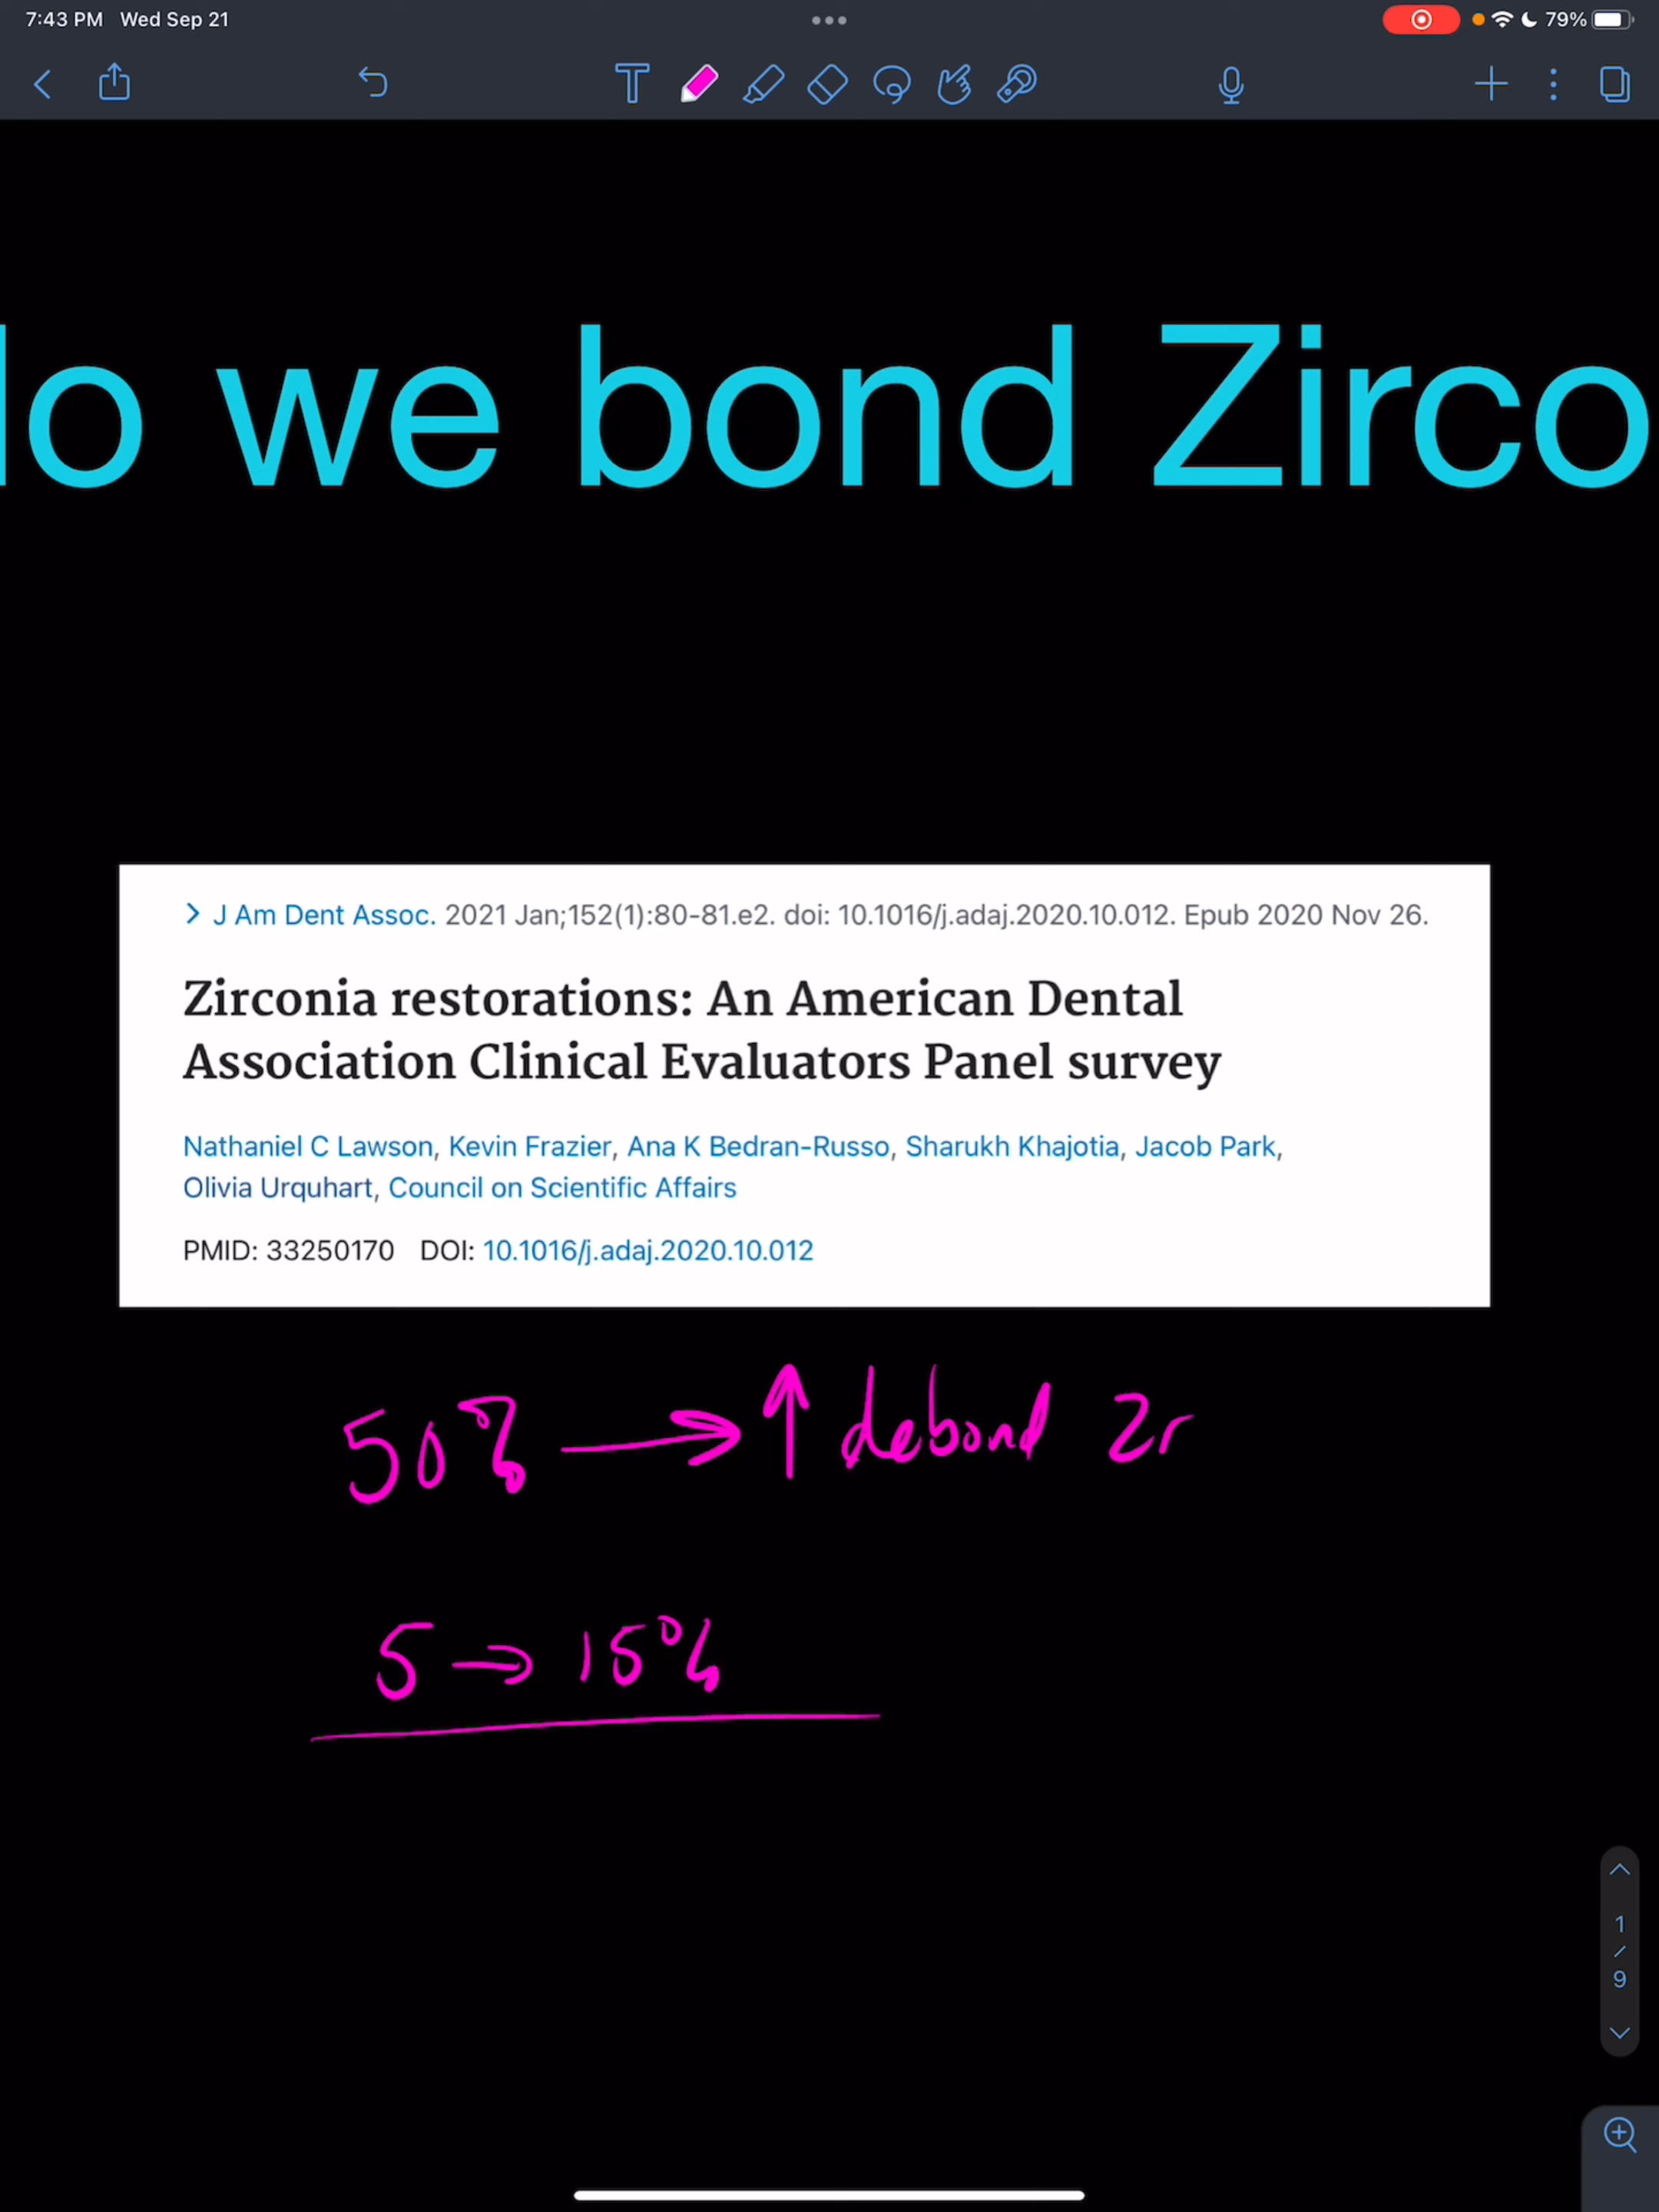 7:43 PM Wed Sep 21
79%
do we bond Zirco
J Am Dent Assoc. 2021 Jan;152(1):80-81.e2. doi: 10.1016/j.adaj.2020.10.012. Epub 2020 Nov 26.
Zirconia restorations: An American Dental
Association Clinical Evaluators Panel survey
Nathaniel C Lawson, Kevin Frazier, Ana K Bedran-Russo, Sharukh Khajotia, Jacob Park,
Olivia Urquhart, Council on Scientific Affairs
PMID: 33250170 DOI: 10.1016/j.adaj.2020.10.012
50% → ↑ debond Zr
5 → 15%
1
/
9